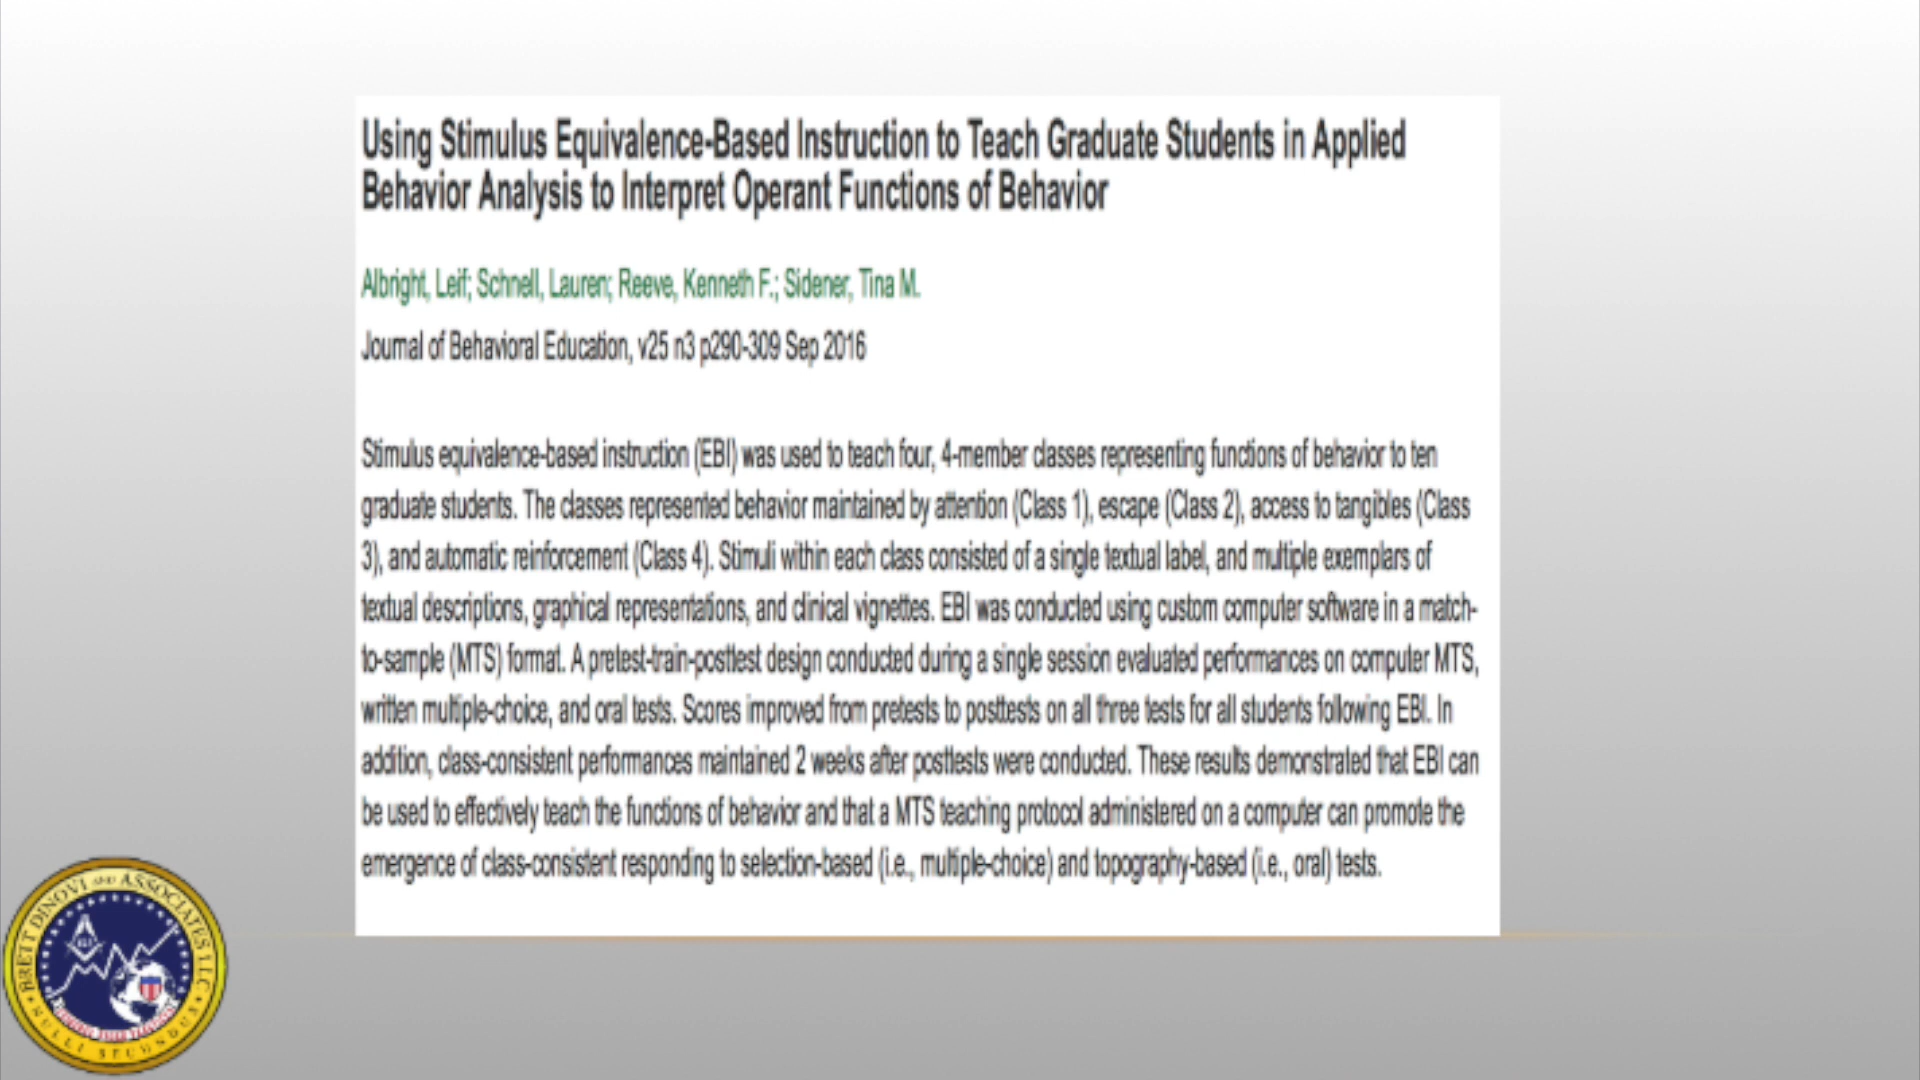 Using Stimulus Equivalence-Based Instruction to Teach Graduate Students in Applied
Behavior Analysis to Interpret Operant Functions of Behavior
Albright, Leif; Schnell, Lauren; Reeve, Kenneth F.; Sidener, Tina M.
Journal of Behavioral Education, v25 n3 p290-309 Sep 2016
Stimulus equivalence-based instruction (EBI) was used to teach four, 4-member classes representing functions of behavior to ten
graduate students. The classes represented behavior maintained by attention (Class 1), escape (Class 2), access to tangibles (Class
3), and automatic reinforcement (Class 4). Stimuli within each class consisted of a single textual label, and multiple exemplars of
textual descriptions, graphical representations, and clinical vignettes. EBI was conducted using custom computer software in a match-
to-sample (MTS) format. A pretest-train-posttest design conducted during a single session evaluated performances on computer MTS,
written multiple-choice, and oral tests. Scores improved from pretests to posttests on all three tests for all students following EBI. In
addition, class-consistent performances maintained 2 weeks after posttests were conducted. These results demonstrated that EBI can
be used to effectively teach the functions of behavior and that a MTS teaching protocol administered on a computer can promote the
emergence of class-consistent responding to selection-based (i.e., multiple-choice) and topography-based (i.e., oral) tests.
BRETT DINOVI AND ASSOCIATES LLC
NULLI SECUNDUS